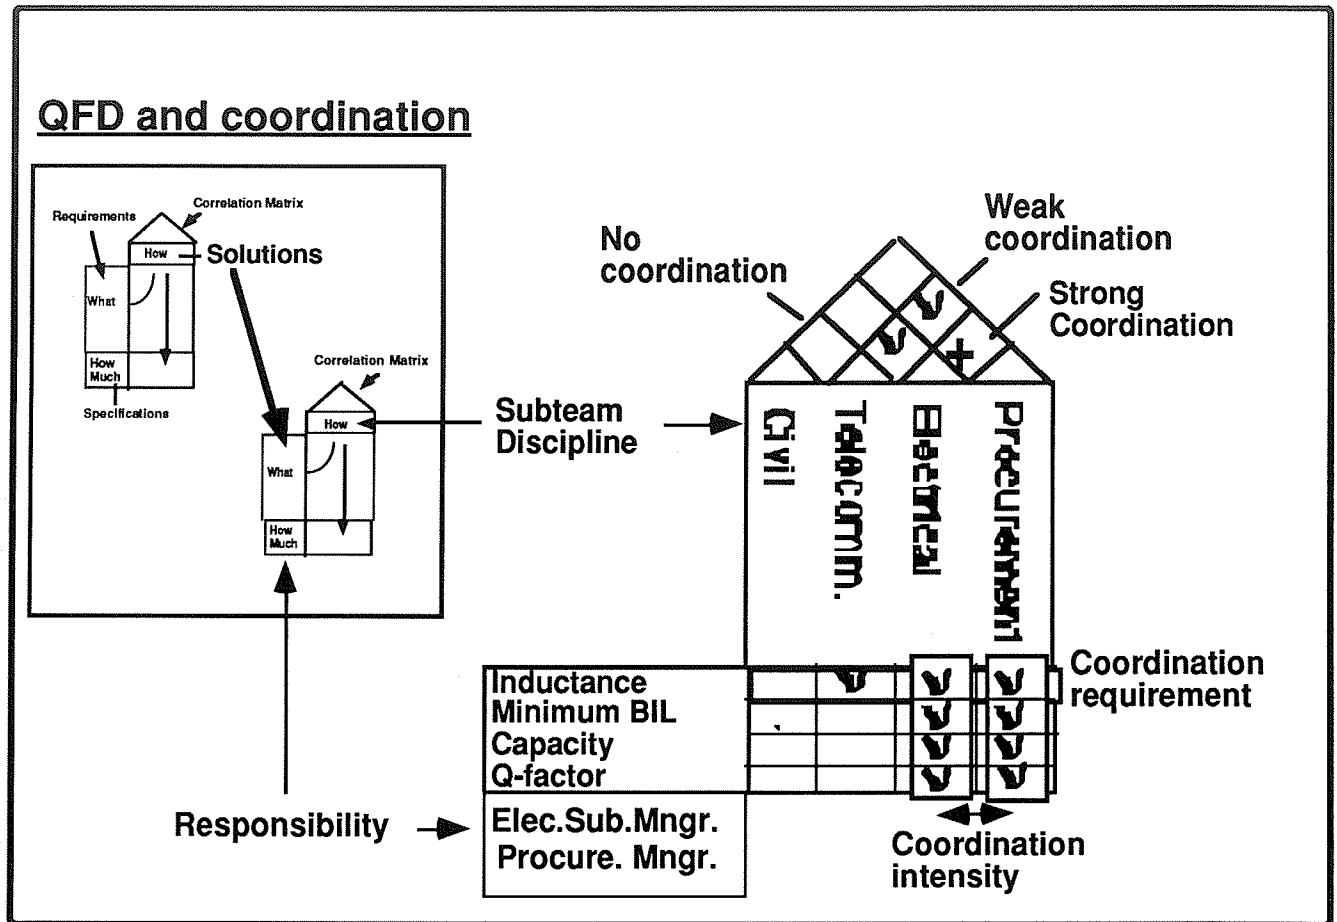 QFD and coordination
Requirements
Correlation Matrix
How
Solutions
What
How
Much
Specifications
Correlation Matrix
How
What
How
Much
Subteam
Discipline
No
coordination
Weak
coordination
Strong
Coordination
+
Civil
Telecomm.
Electrical
Procurement
Inductance
Minimum BIL
Capacity
Q-factor
Coordination
requirement
Responsibility
Elec.Sub.Mngr.
Procure. Mngr.
Coordination
intensity